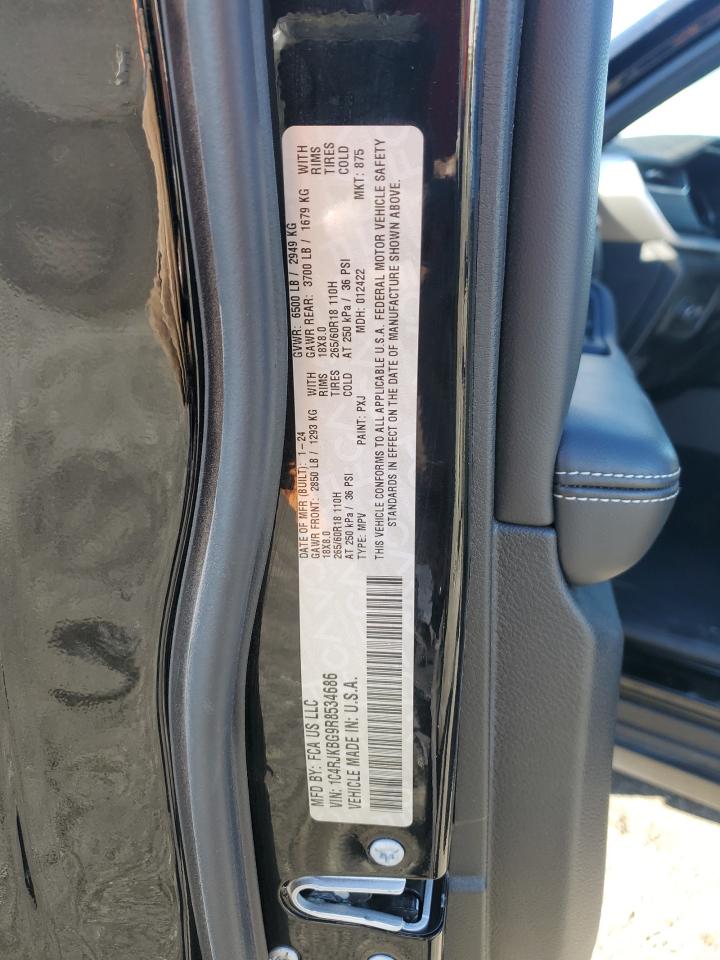 MFD BY: FCA US LLC
VIN: 1C4RJKBG9R8534686
VEHICLE MADE IN: U.S.A.
DATE OF MFR (BUILT): 1-24 GVWR: 6500 LB / 2949 KG
GAWR FRONT: 2850 LB / 1293 KG WITH GAWR REAR: 3700 LB / 1679 KG WITH
18X8.0 RIMS 18X8.0 RIMS
265/60R18 110H TIRES 265/60R18 110H TIRES
AT 250 kPa / 36 PSI COLD AT 250 kPa / 36 PSI COLD
TYPE: MPV PAINT: PXJ MDH: 012422 MKT: 875
THIS VEHICLE CONFORMS TO ALL APPLICABLE U.S.A. FEDERAL MOTOR VEHICLE SAFETY
STANDARDS IN EFFECT ON THE DATE OF MANUFACTURE SHOWN ABOVE.